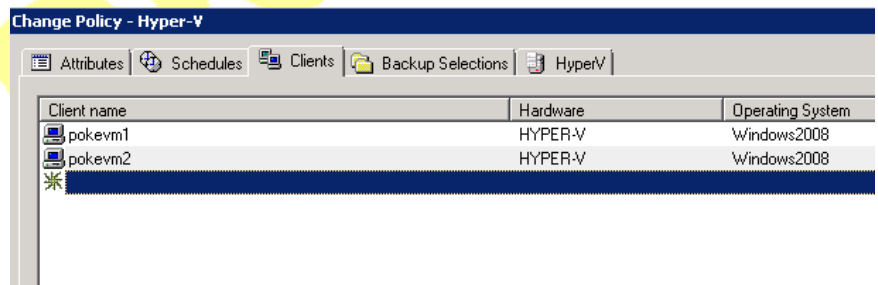 Change Policy - Hyper-V
Attributes Schedules Clients Backup Selections HyperV
Client name Hardware Operating System
pokevm1 HYPER-V Windows2008
pokevm2 HYPER-V Windows2008